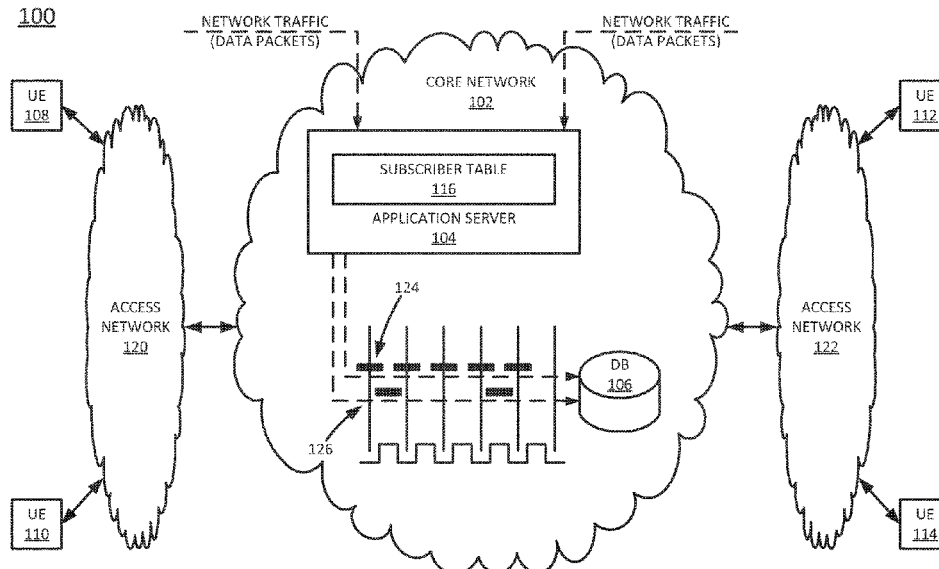 100
NETWORK TRAFFIC
(DATA PACKETS)
NETWORK TRAFFIC
(DATA PACKETS)
UE
108
CORE NETWORK
102
UE
112
SUBSCRIBER TABLE
116
APPLICATION SERVER
104
124
ACCESS
NETWORK
120
ACCESS
NETWORK
122
DB
106
126
UE
110
UE
114